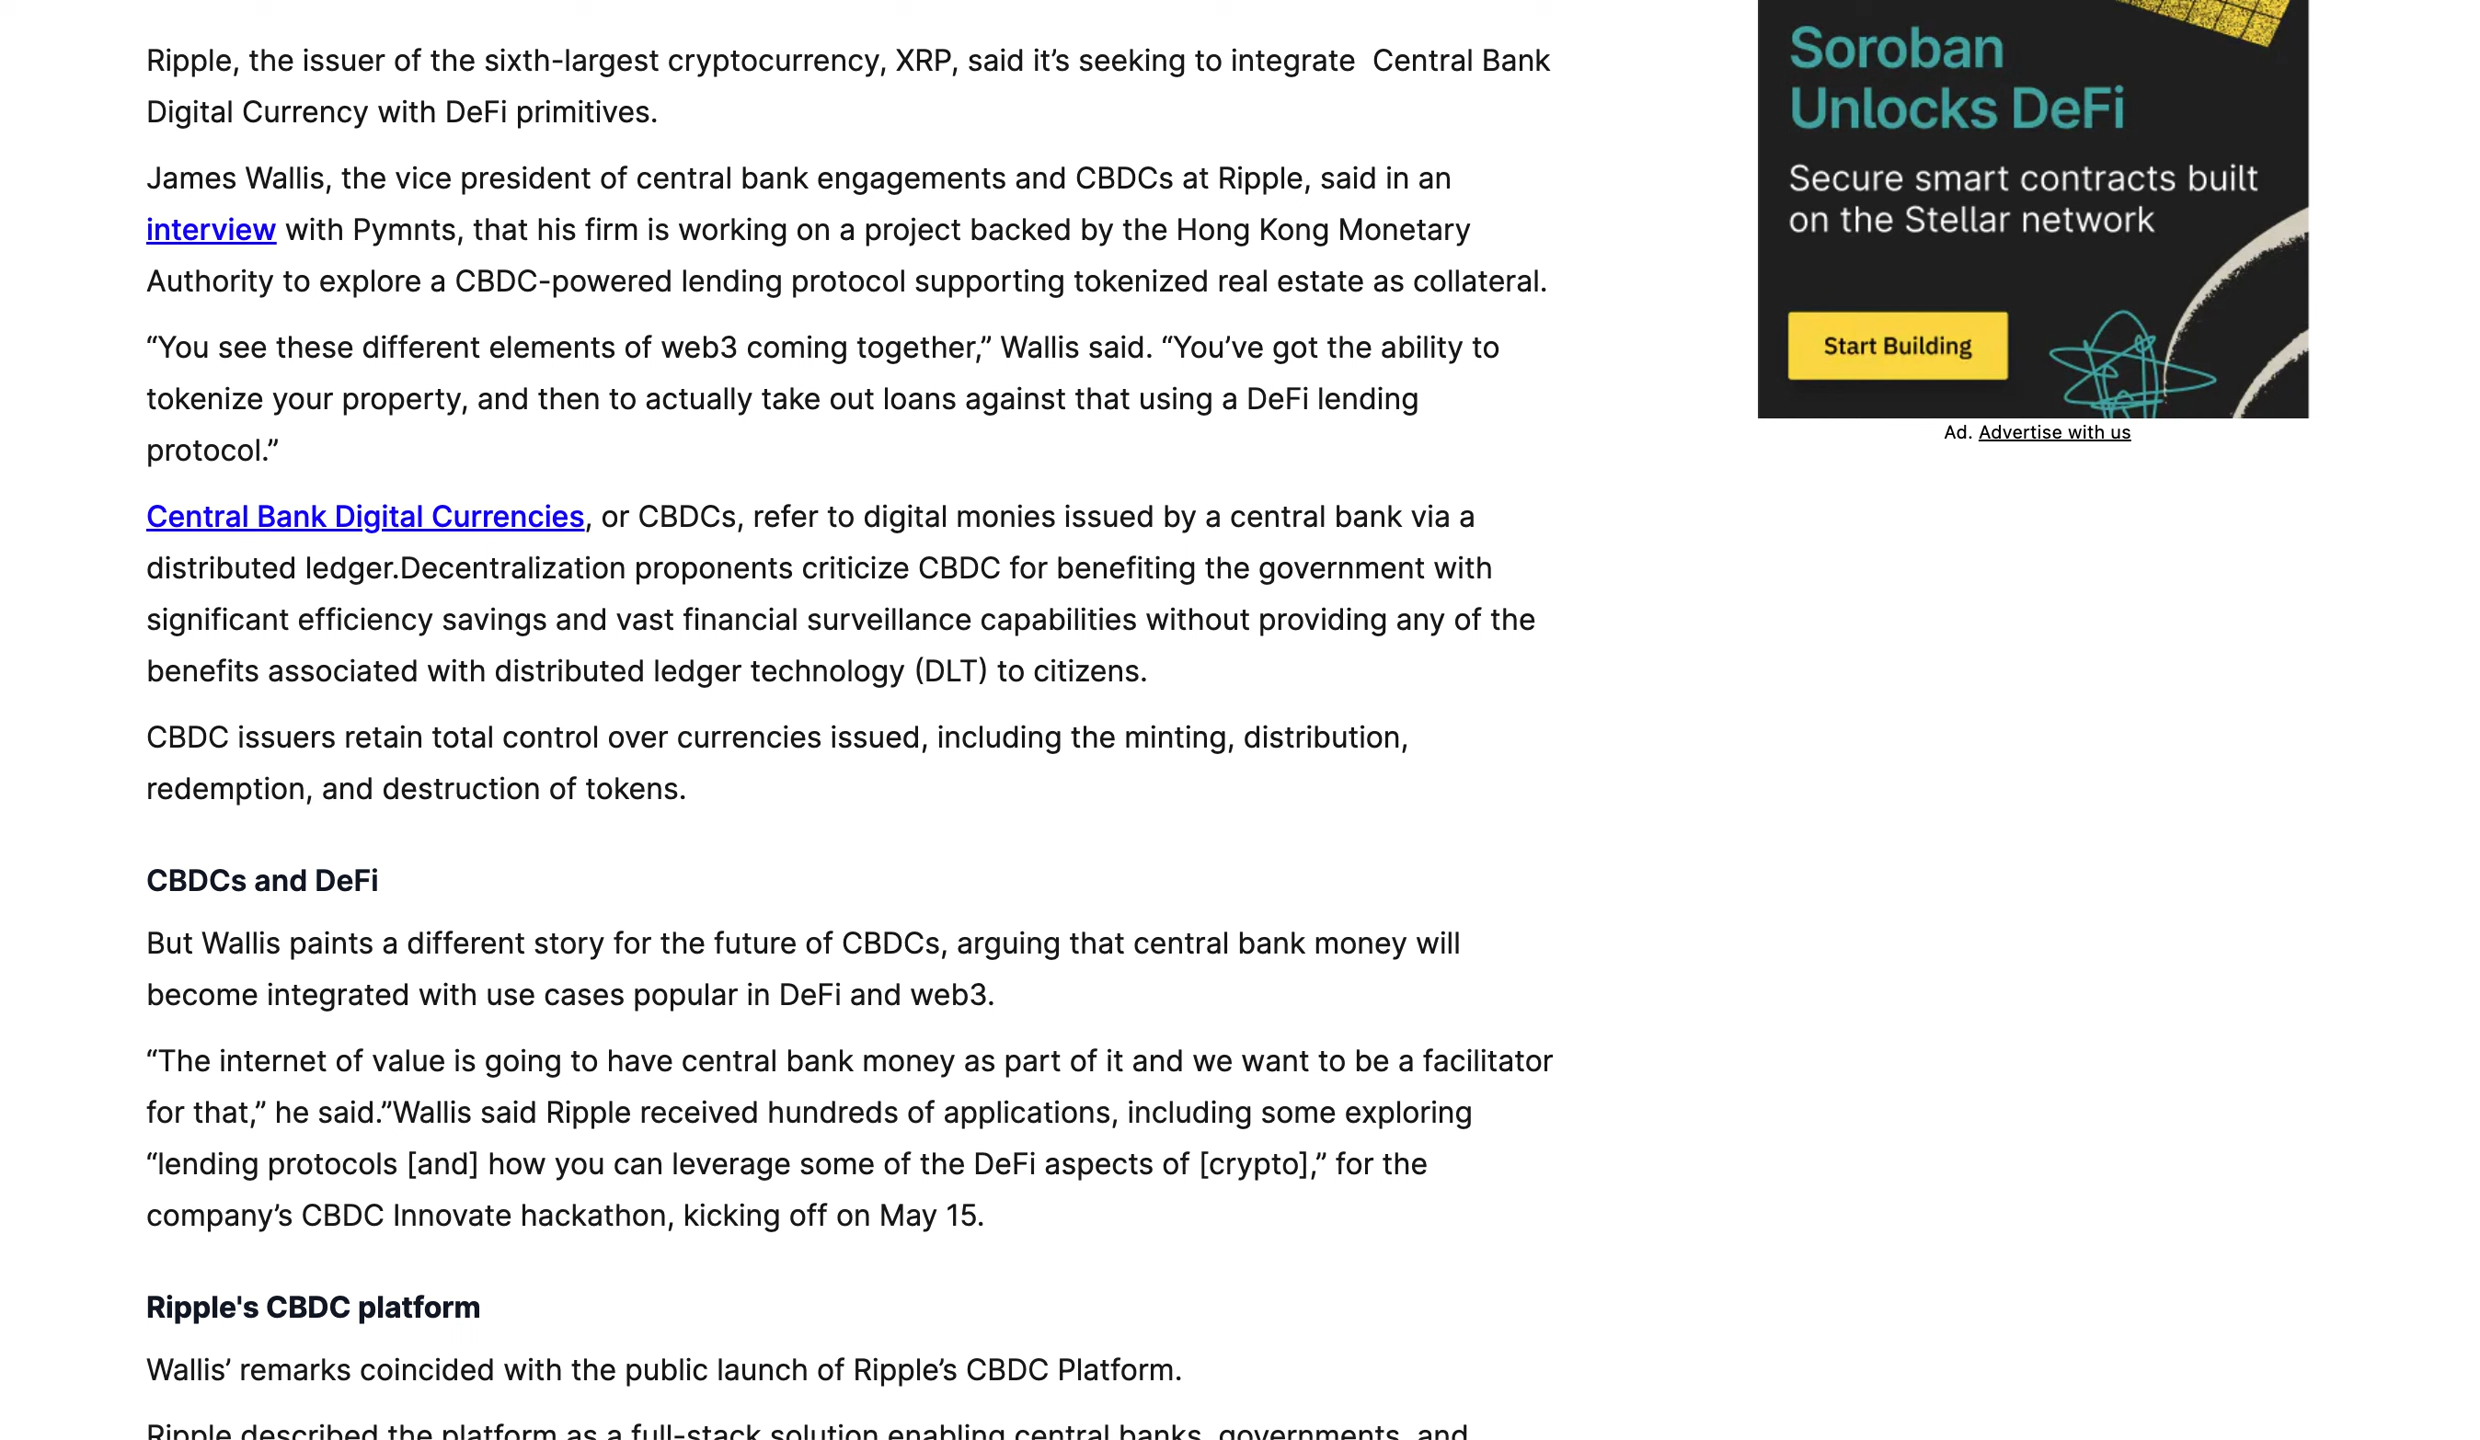 Ripple, the issuer of the sixth-largest cryptocurrency, XRP, said it’s seeking to integrate  Central Bank
Digital Currency with DeFi primitives.
James Wallis, the vice president of central bank engagements and CBDCs at Ripple, said in an
interview with Pymnts, that his firm is working on a project backed by the Hong Kong Monetary
Authority to explore a CBDC-powered lending protocol supporting tokenized real estate as collateral.
“You see these different elements of web3 coming together,” Wallis said. “You’ve got the ability to
tokenize your property, and then to actually take out loans against that using a DeFi lending
protocol.”
Central Bank Digital Currencies, or CBDCs, refer to digital monies issued by a central bank via a
distributed ledger.Decentralization proponents criticize CBDC for benefiting the government with
significant efficiency savings and vast financial surveillance capabilities without providing any of the
benefits associated with distributed ledger technology (DLT) to citizens.
CBDC issuers retain total control over currencies issued, including the minting, distribution,
redemption, and destruction of tokens.
CBDCs and DeFi
But Wallis paints a different story for the future of CBDCs, arguing that central bank money will
become integrated with use cases popular in DeFi and web3.
“The internet of value is going to have central bank money as part of it and we want to be a facilitator
for that,” he said.”Wallis said Ripple received hundreds of applications, including some exploring
“lending protocols [and] how you can leverage some of the DeFi aspects of [crypto],” for the
company’s CBDC Innovate hackathon, kicking off on May 15.
Ripple's CBDC platform
Wallis’ remarks coincided with the public launch of Ripple’s CBDC Platform.
Ripple described the platform as a full-stack solution enabling central banks, governments, and
Soroban
Unlocks DeFi
Secure smart contracts built
on the Stellar network
Start Building
Ad. Advertise with us